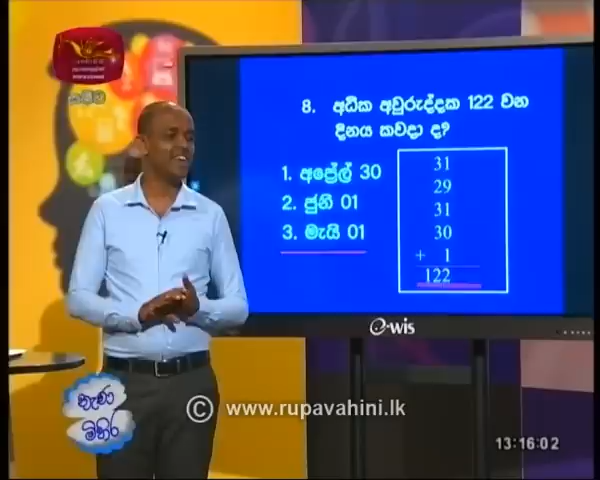 8. අධික අවුරුද්දක 122 වන
දිනය කවදා ද?
1. අප්‍රේල් 30
2. ජුනි 01
3. මැයි 01
31
29
31
30
+ 1
122
e-wis
නැණ
මිහිර
© www.rupavahini.lk
13:16:02